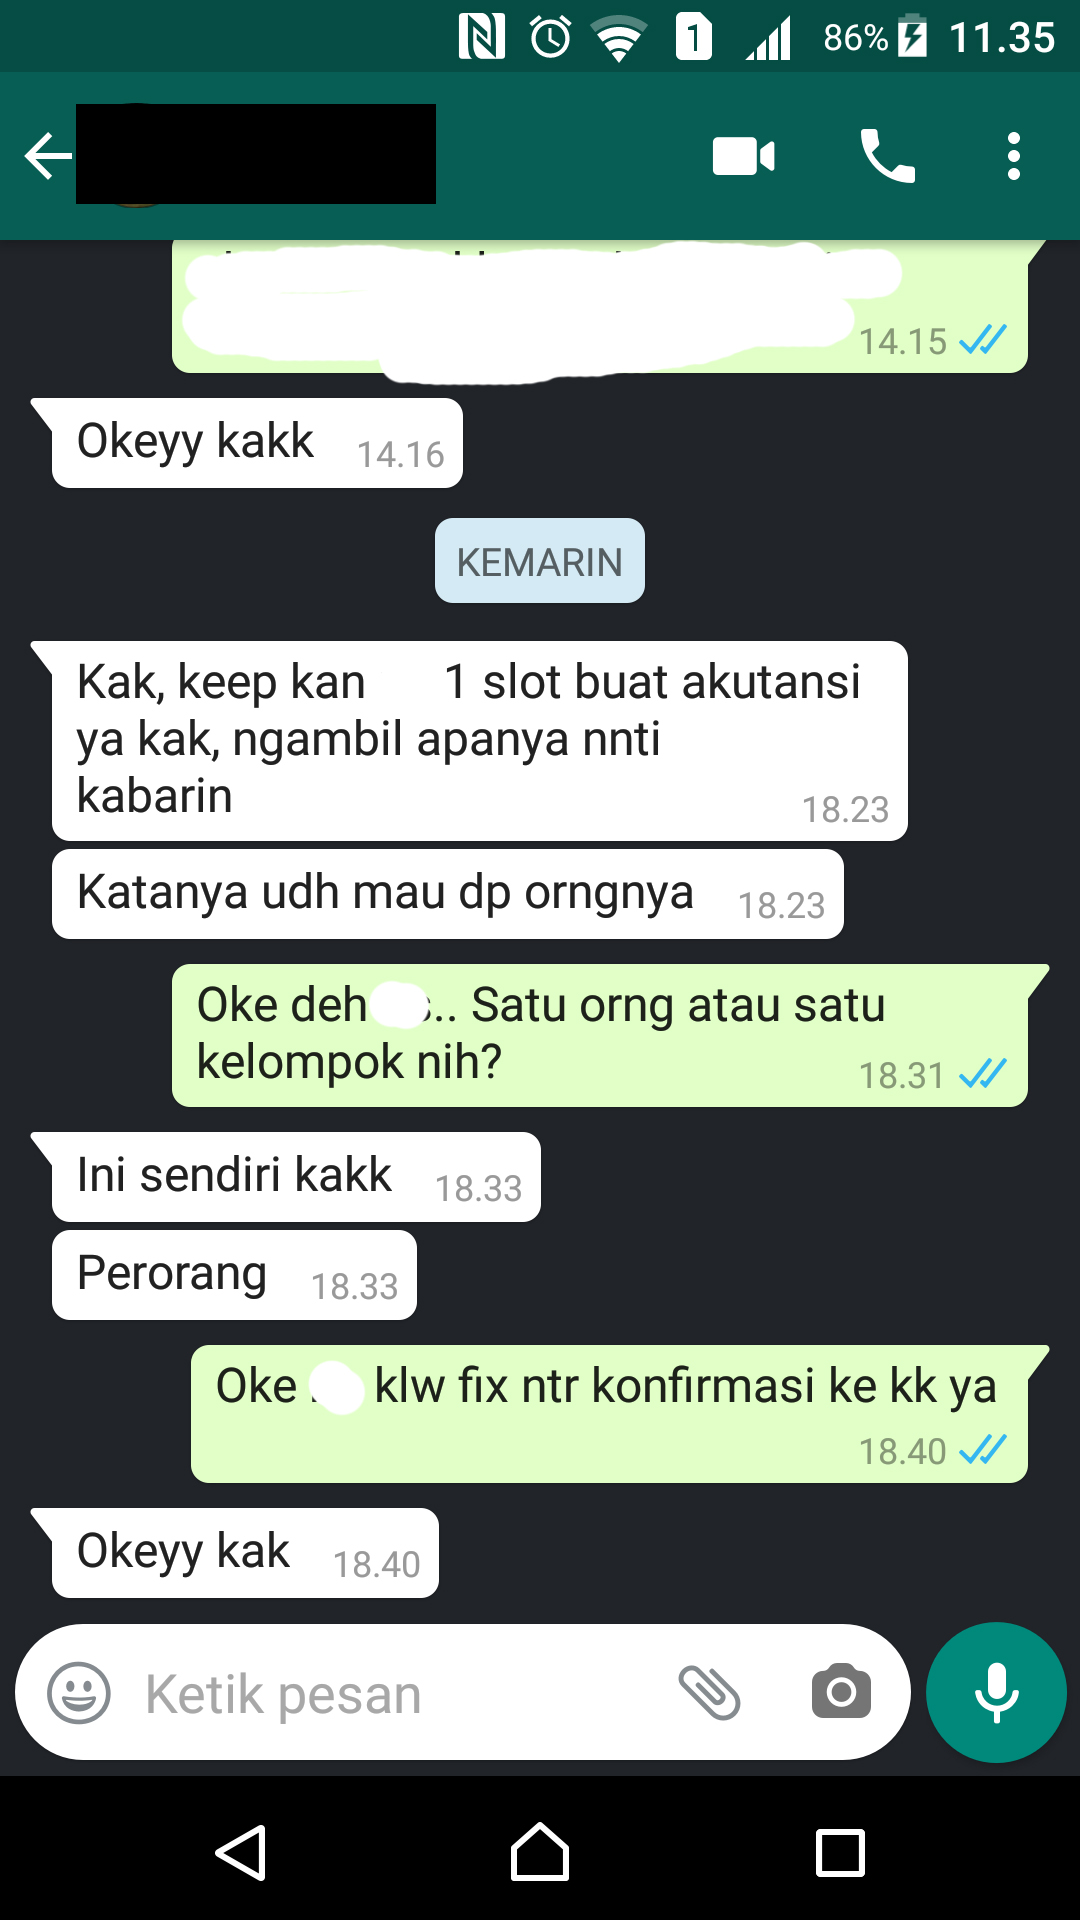 1 86% 11.35
14.15
Okeyy kakk 14.16
KEMARIN
Kak, keep kan 1 slot buat akutansi
ya kak, ngambil apanya nnti
kabarin 18.23
Katanya udh mau dp orngnya 18.23
Oke deh .. Satu orng atau satu
kelompok nih? 18.31
Ini sendiri kakk 18.33
Perorang 18.33
Oke klw fix ntr konfirmasi ke kk ya
18.40
Okeyy kak 18.40
Ketik pesan